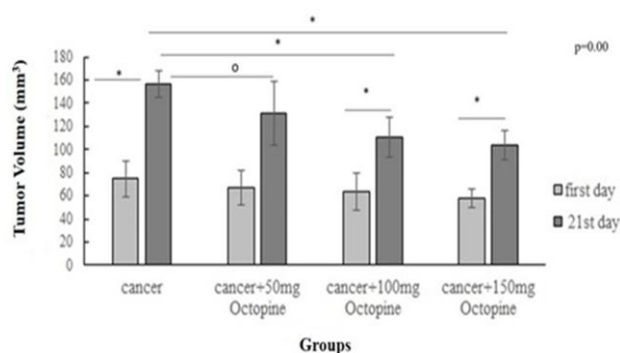 *
*
p=0.00
* o * *
Tumor Volume (mm³)
180
160
140
120
100
80
60
40
20
0
first day
21st day
cancer cancer+50mg Octopine cancer+100mg Octopine cancer+150mg Octopine
Groups